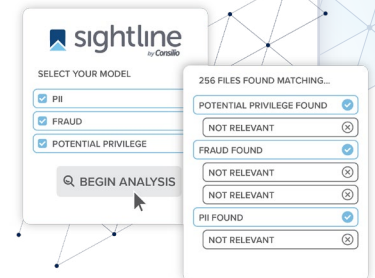 sightline
by Consilio
SELECT YOUR MODEL
PII
FRAUD
POTENTIAL PRIVILEGE
BEGIN ANALYSIS
256 FILES FOUND MATCHING...
POTENTIAL PRIVILEGE FOUND
NOT RELEVANT
FRAUD FOUND
NOT RELEVANT
NOT RELEVANT
PII FOUND
NOT RELEVANT